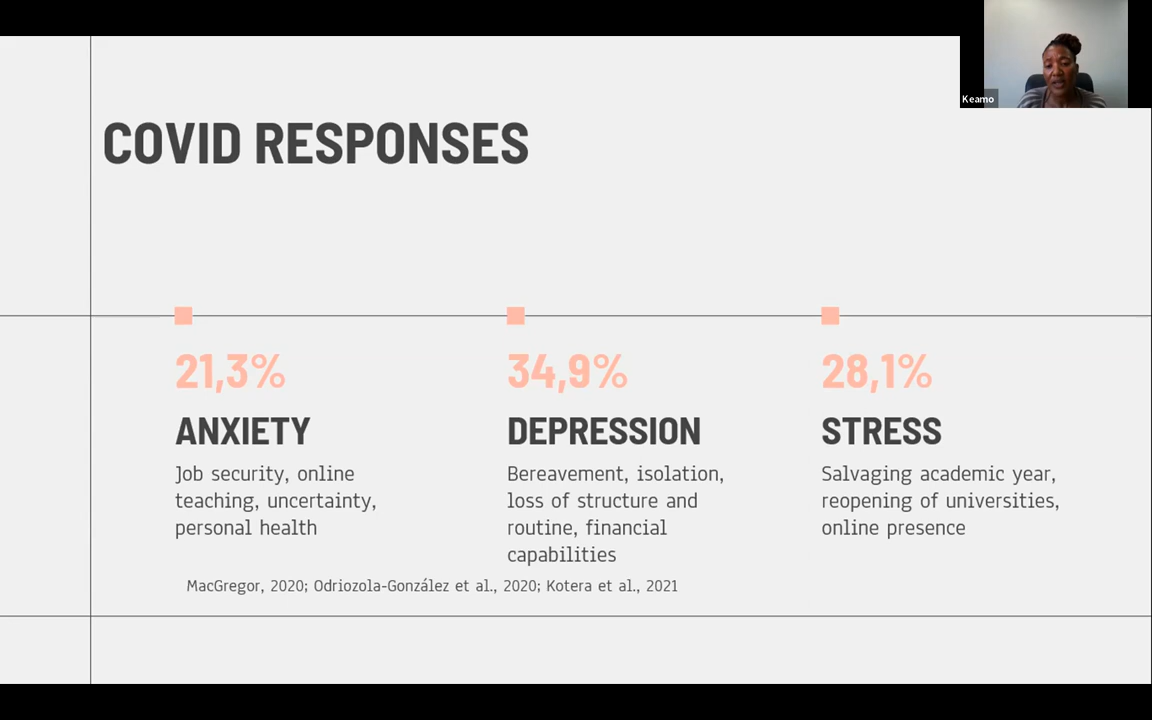 Keamo
COVID RESPONSES
21,3%
ANXIETY
Job security, online
teaching, uncertainty,
personal health
34,9%
DEPRESSION
Bereavement, isolation,
loss of structure and
routine, financial
capabilities
28,1%
STRESS
Salvaging academic year,
reopening of universities,
online presence
MacGregor, 2020; Odriozola-González et al., 2020; Kotera et al., 2021